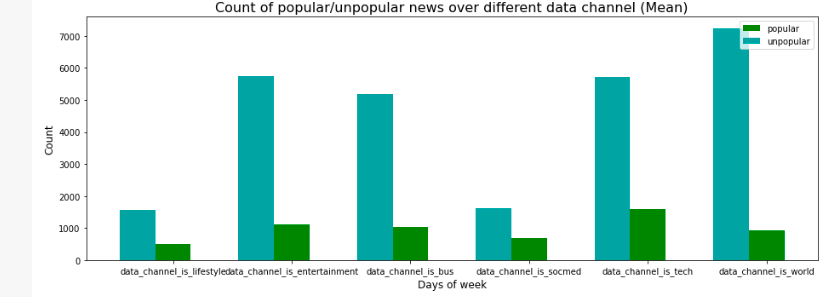 Count of popular/unpopular news over different data channel (Mean)
popular
unpopular
Count
7000
6000
5000
4000
3000
2000
1000
0
data_channel_is_lifestyle data_channel_is_entertainment data_channel_is_bus data_channel_is_socmed data_channel_is_tech data_channel_is_world
Days of week